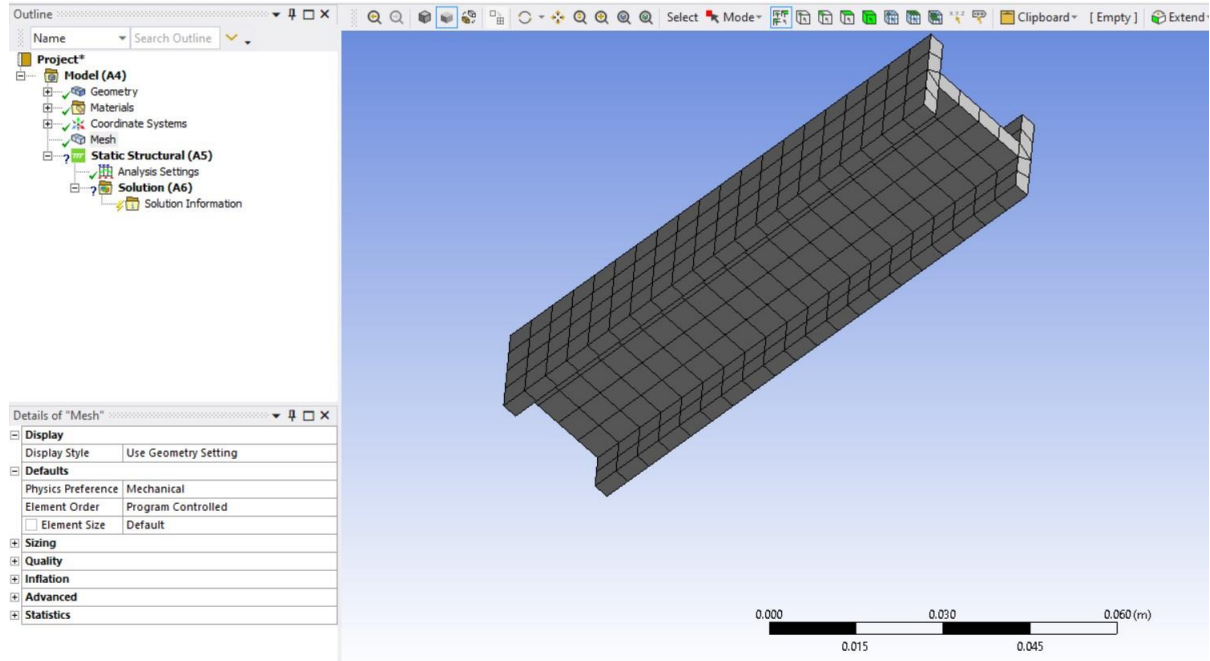 Outline
Name Search Outline
Project*
Model (A4)
Geometry
Materials
Coordinate Systems
Mesh
Static Structural (A5)
Analysis Settings
Solution (A6)
Solution Information
Details of "Mesh"
Display
Display Style Use Geometry Setting
Defaults
Physics Preference Mechanical
Element Order Program Controlled
Element Size Default
Sizing
Quality
Inflation
Advanced
Statistics
Select Mode Clipboard [ Empty ] Extend
0.000 0.030 0.060 (m)
0.015 0.045